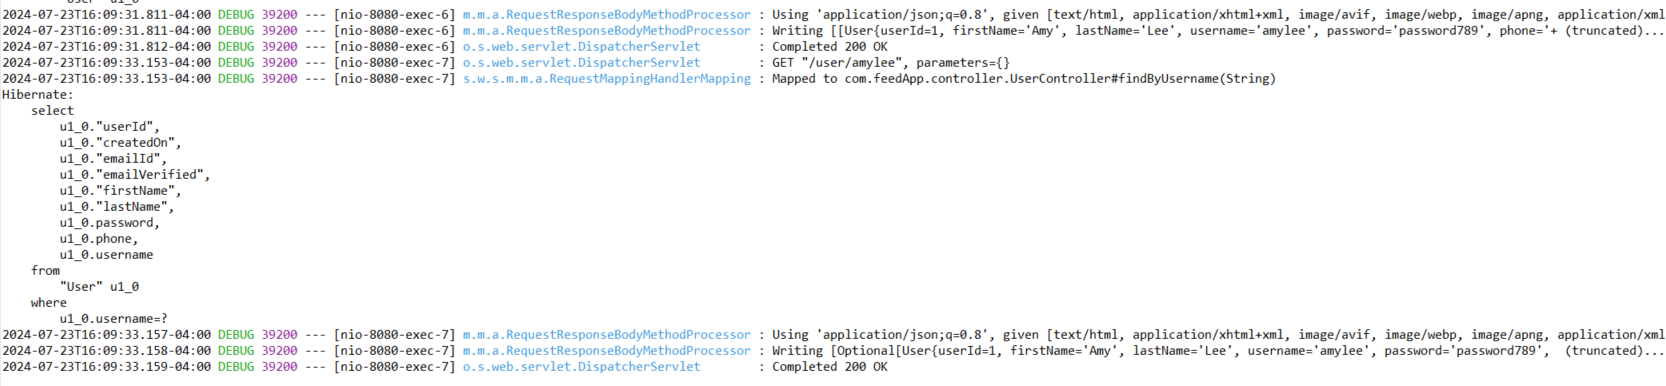 "User" u1_0
2024-07-23T16:09:31.811-04:00 DEBUG 39200 --- [nio-8080-exec-6] m.m.a.RequestResponseBodyMethodProcessor : Using 'application/json;q=0.8', given [text/html, application/xhtml+xml, image/avif, image/webp, image/apng, application/xml
2024-07-23T16:09:31.811-04:00 DEBUG 39200 --- [nio-8080-exec-6] m.m.a.RequestResponseBodyMethodProcessor : Writing [[User{userId=1, firstName='Amy', lastName='Lee', username='amylee', password='password789', phone='+ (truncated)...
2024-07-23T16:09:31.812-04:00 DEBUG 39200 --- [nio-8080-exec-6] o.s.web.servlet.DispatcherServlet : Completed 200 OK
2024-07-23T16:09:33.153-04:00 DEBUG 39200 --- [nio-8080-exec-7] o.s.web.servlet.DispatcherServlet : GET "/user/amylee", parameters={}
2024-07-23T16:09:33.153-04:00 DEBUG 39200 --- [nio-8080-exec-7] s.w.s.m.m.a.RequestMappingHandlerMapping : Mapped to com.feedApp.controller.UserController#findByUsername(String)
Hibernate:
select
u1_0."userId",
u1_0."createdOn",
u1_0."emailId",
u1_0."emailVerified",
u1_0."firstName",
u1_0."lastName",
u1_0.password,
u1_0.phone,
u1_0.username
from
"User" u1_0
where
u1_0.username=?
2024-07-23T16:09:33.157-04:00 DEBUG 39200 --- [nio-8080-exec-7] m.m.a.RequestResponseBodyMethodProcessor : Using 'application/json;q=0.8', given [text/html, application/xhtml+xml, image/avif, image/webp, image/apng, application/xml
2024-07-23T16:09:33.158-04:00 DEBUG 39200 --- [nio-8080-exec-7] m.m.a.RequestResponseBodyMethodProcessor : Writing [Optional[User{userId=1, firstName='Amy', lastName='Lee', username='amylee', password='password789', (truncated)...
2024-07-23T16:09:33.159-04:00 DEBUG 39200 --- [nio-8080-exec-7] o.s.web.servlet.DispatcherServlet : Completed 200 OK